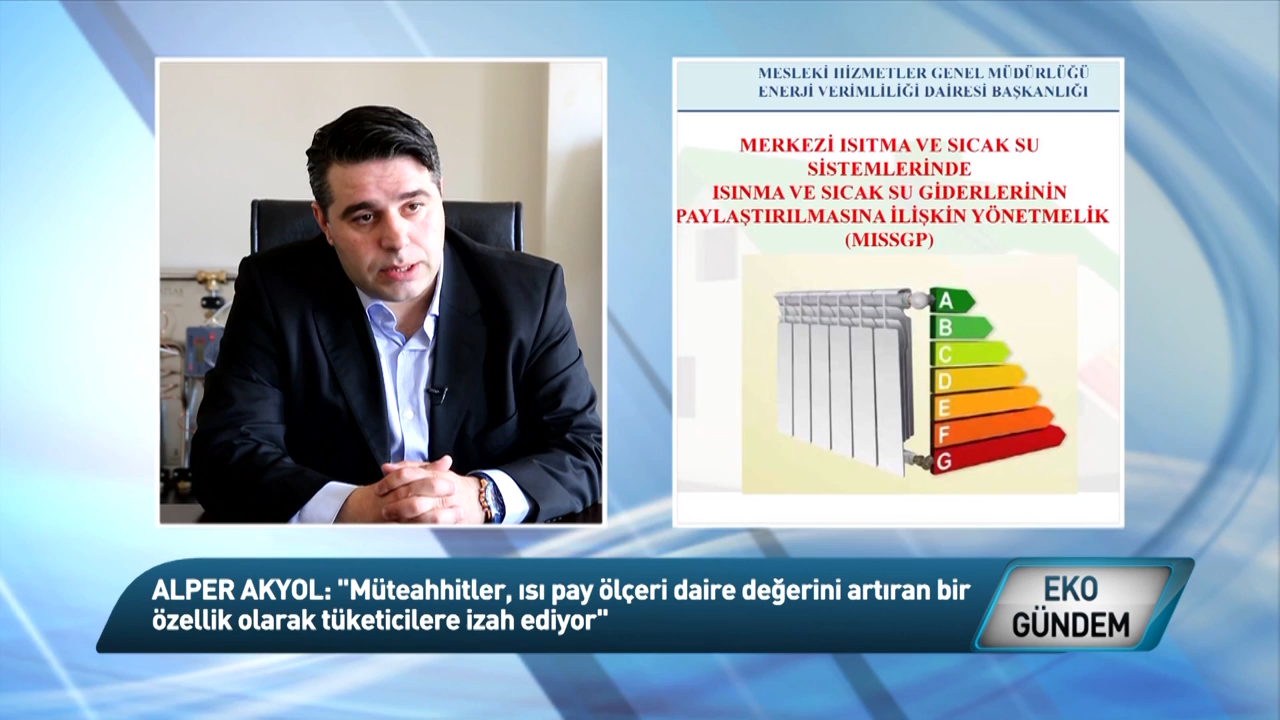 MESLEKİ HİZMETLER GENEL MÜDÜRLÜĞÜ
ENERJİ VERİMLİLİĞİ DAİRESİ BAŞKANLIĞI
MERKEZİ ISITMA VE SICAK SU
SİSTEMLERİNDE
ISINMA VE SICAK SU GİDERLERİNİN
PAYLAŞTIRILMASINA İLİŞKİN YÖNETMELİK
(MISSGP)
A
B
C
D
E
F
G
ALPER AKYOL: "Müteahhitler, ısı pay ölçeri daire değerini artıran bir
özellik olarak tüketicilere izah ediyor"
EKO
GÜNDEM